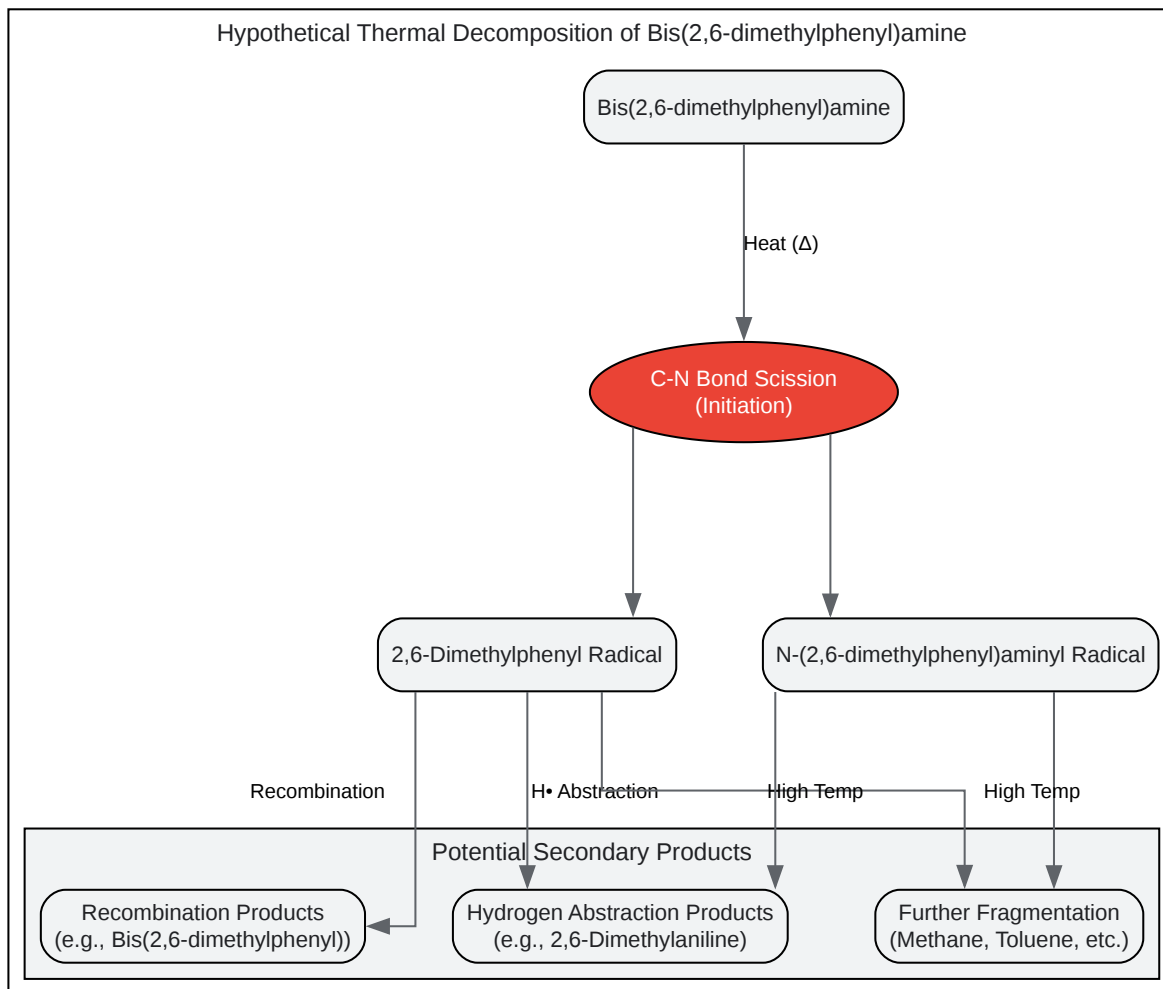 Hypothetical Thermal Decomposition of Bis(2,6-dimethylphenyl)amine
Bis(2,6-dimethylphenyl)amine
Heat (Δ)
C-N Bond Scission
(Initiation)
2,6-Dimethylphenyl Radical
N-(2,6-dimethylphenyl)aminyl Radical
Recombination
H• Abstraction
High Temp
High Temp
Potential Secondary Products
Recombination Products
(e.g., Bis(2,6-dimethylphenyl))
Hydrogen Abstraction Products
(e.g., 2,6-Dimethylaniline)
Further Fragmentation
(Methane, Toluene, etc.)